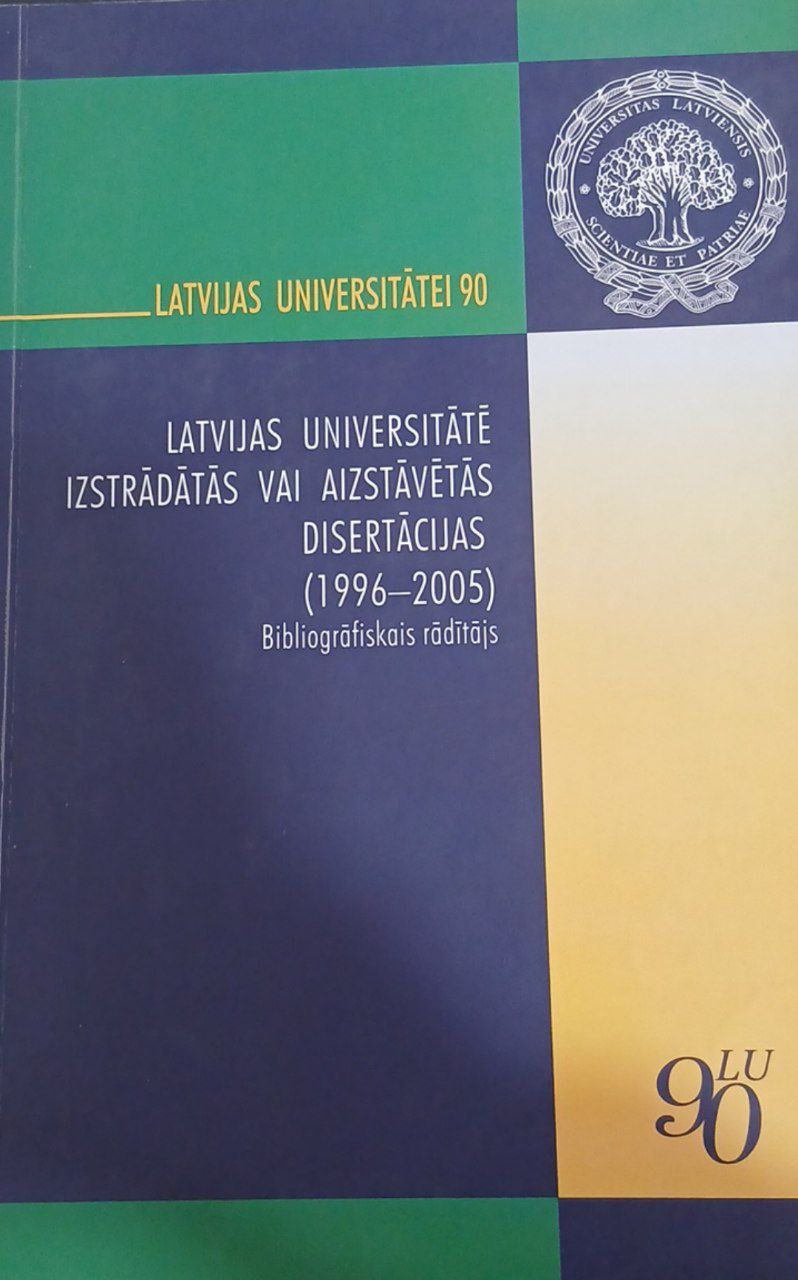 UNIVERSITAS LATVIENSIS
SCIENTIAE ET PATRIAE
LATVIJAS UNIVERSITĀTEI 90
LATVIJAS UNIVERSITĀTĒ
IZSTRĀDĀTĀS VAI AIZSTĀVĒTĀS
DISERTĀCIJAS
(1996–2005)
Bibliogrāfiskais rādītājs
LU
90